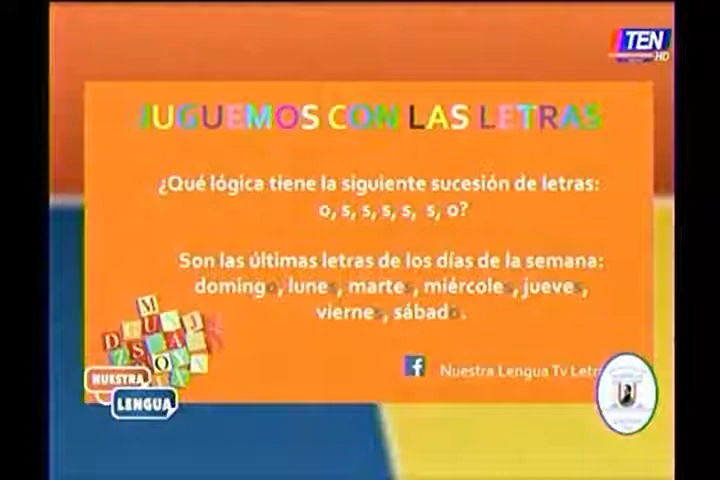 TEN
HD
JUGUEMOS CON LAS LETRAS
¿Qué lógica tiene la siguiente sucesión de letras:
o, s, s, s, s, s, o?
Son las últimas letras de los días de la semana:
domingo, lunes, martes, miércoles, jueves,
viernes, sábado.
Nuestra Lengua Tv Letr
NUESTRA
LENGUA